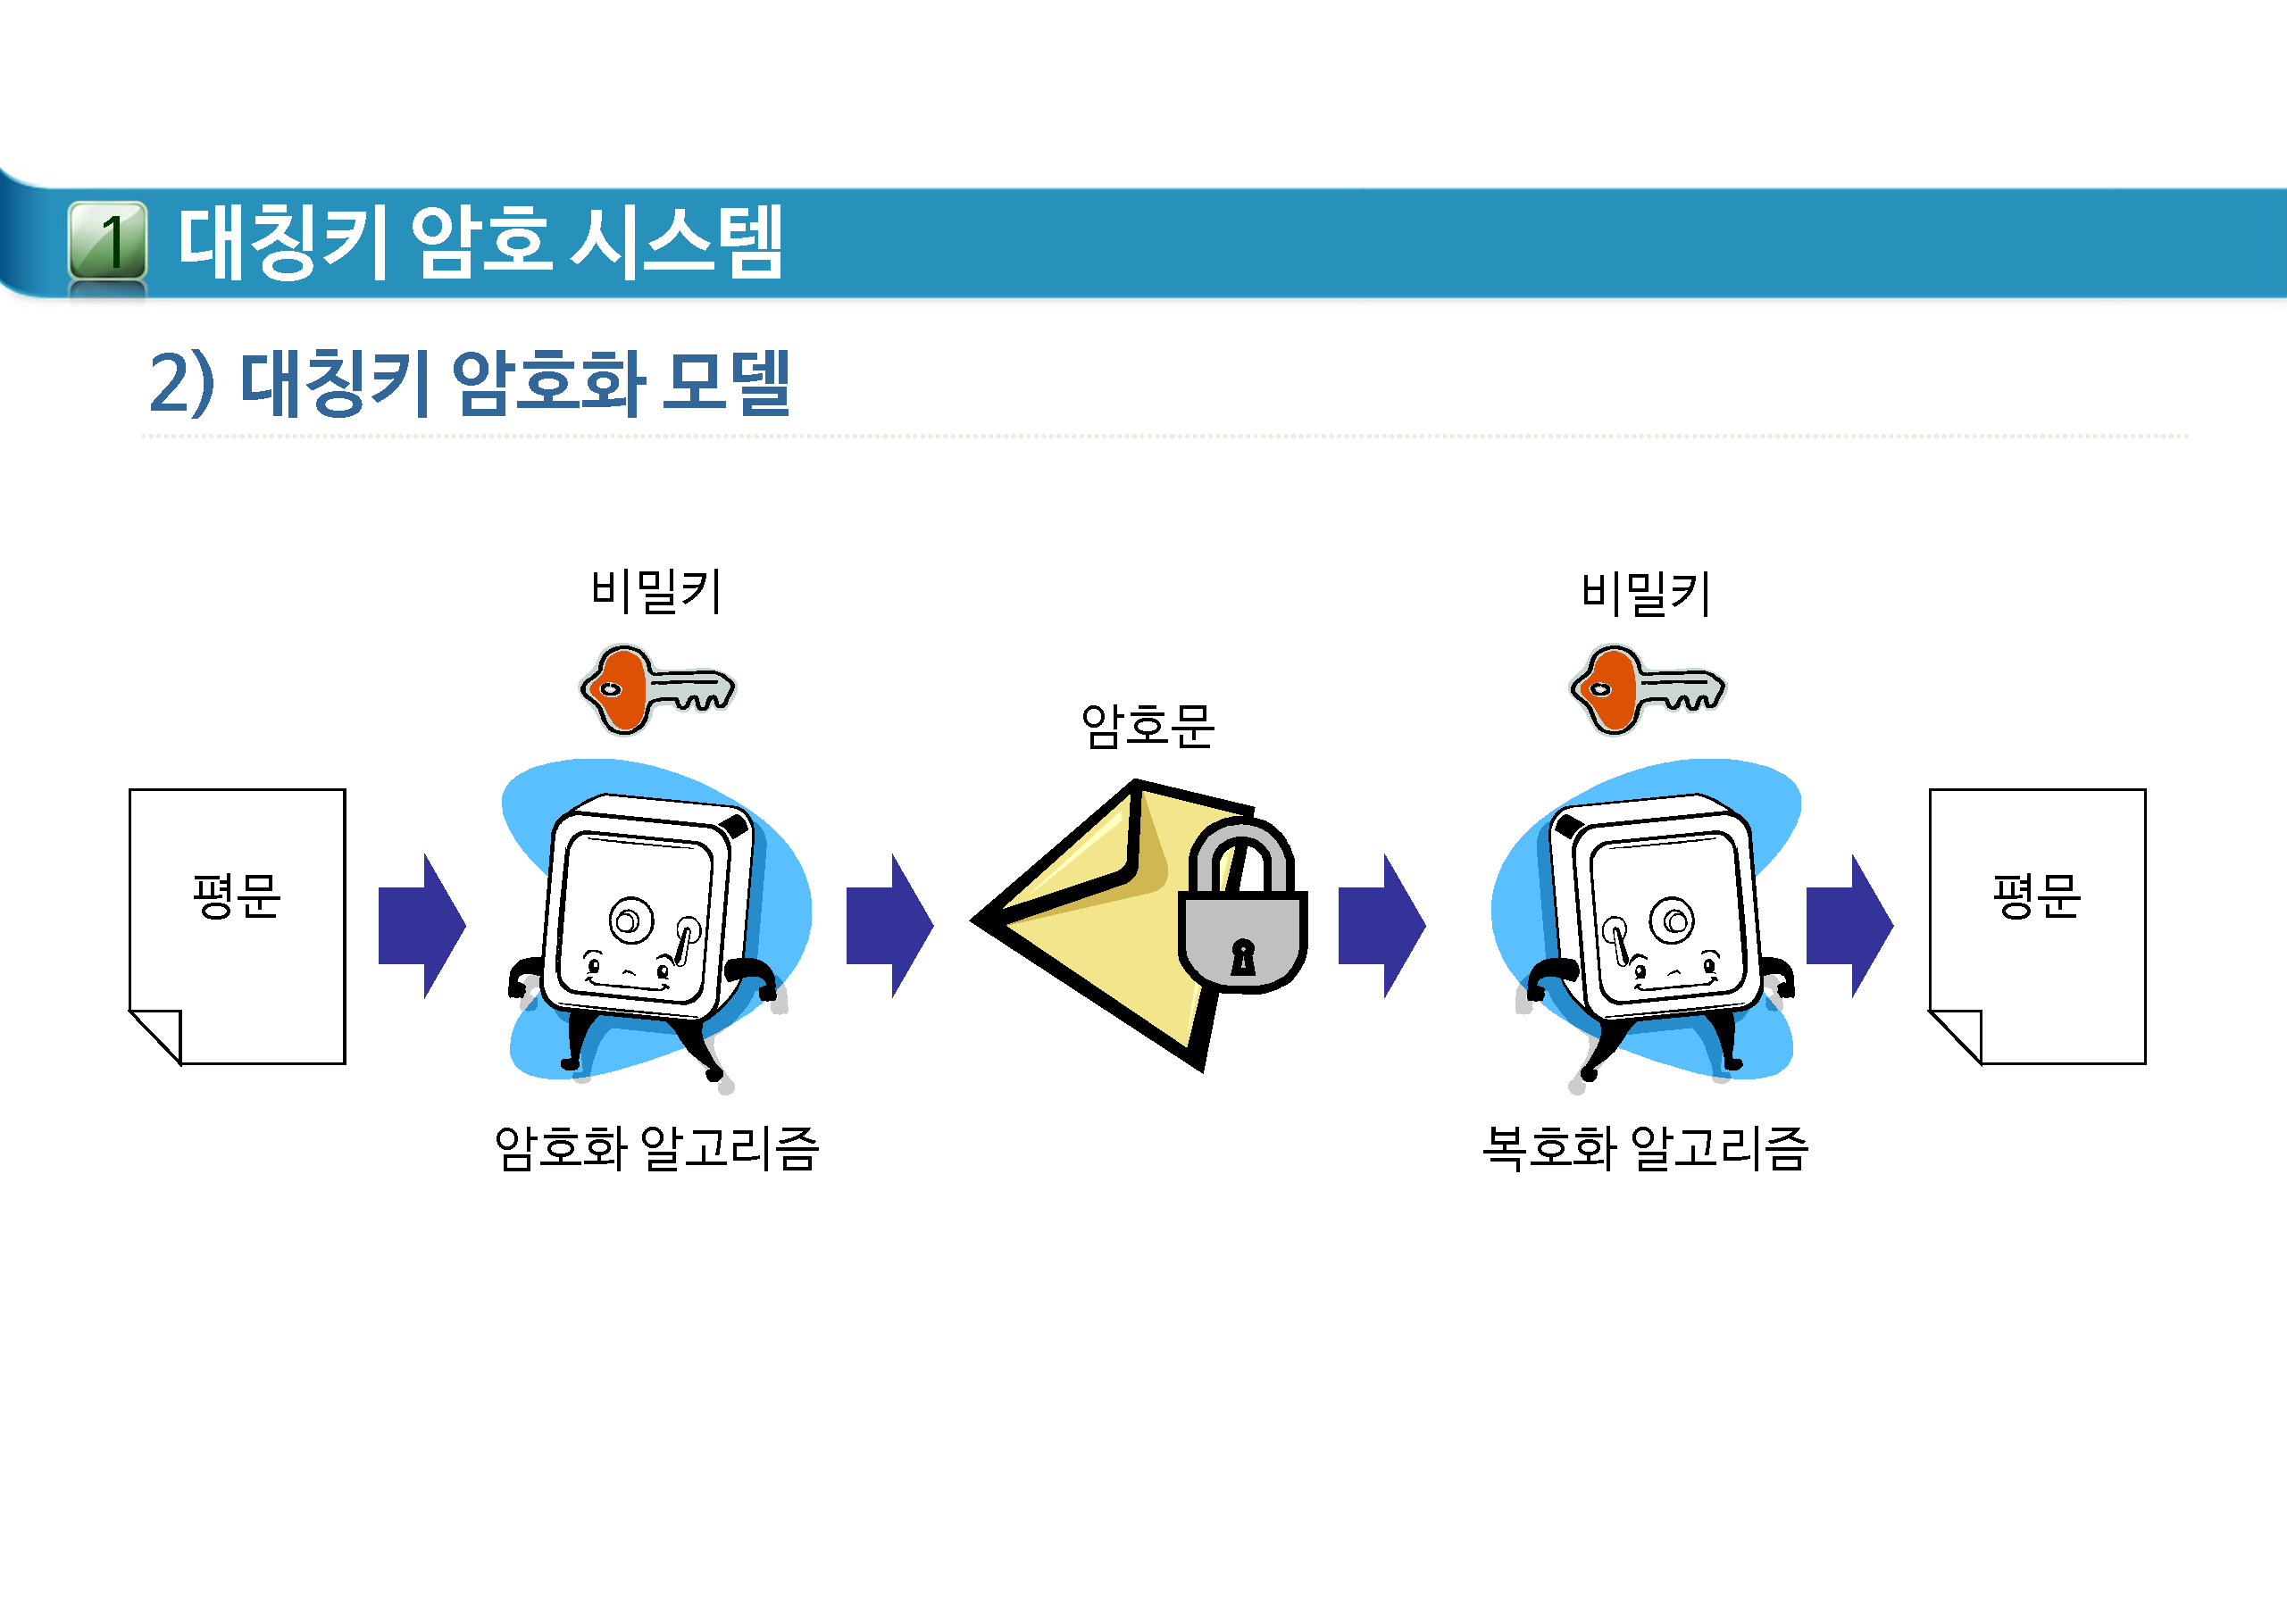 1 대칭키 암호 시스템
2) 대칭키 암호화 모델
비밀키
비밀키
암호문
평문
평문
암호화 알고리즘
복호화 알고리즘